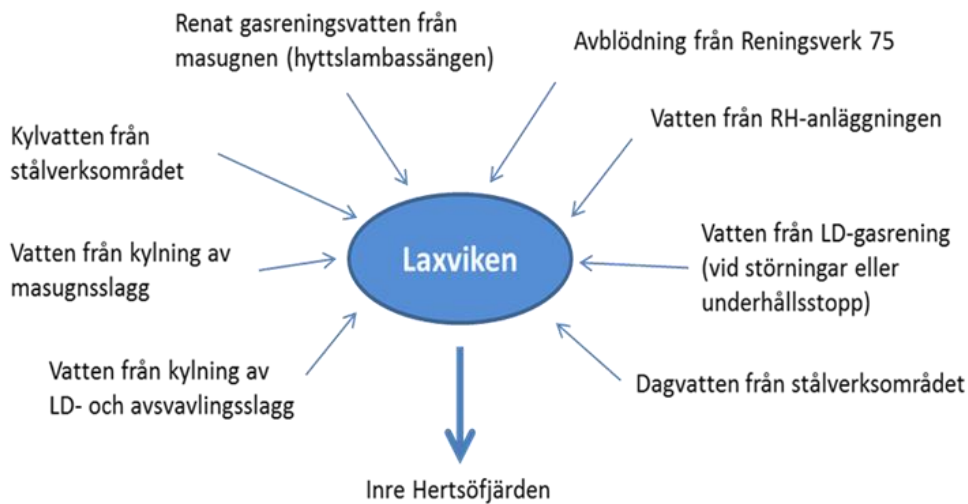 Renat gasreningsvatten från
masugnen (hyttslambassängen)
Avblödning från Reningsverk 75
Kylvatten från
stålverksområdet
Vatten från RH-anläggningen
Vatten från kylning av
masugnsslagg
Laxviken
Vatten från LD-gasrening
(vid störningar eller
underhållsstopp)
Vatten från kylning av
LD- och avsvavlingsslagg
Dagvatten från stålverksområdet
Inre Hertsöfjärden